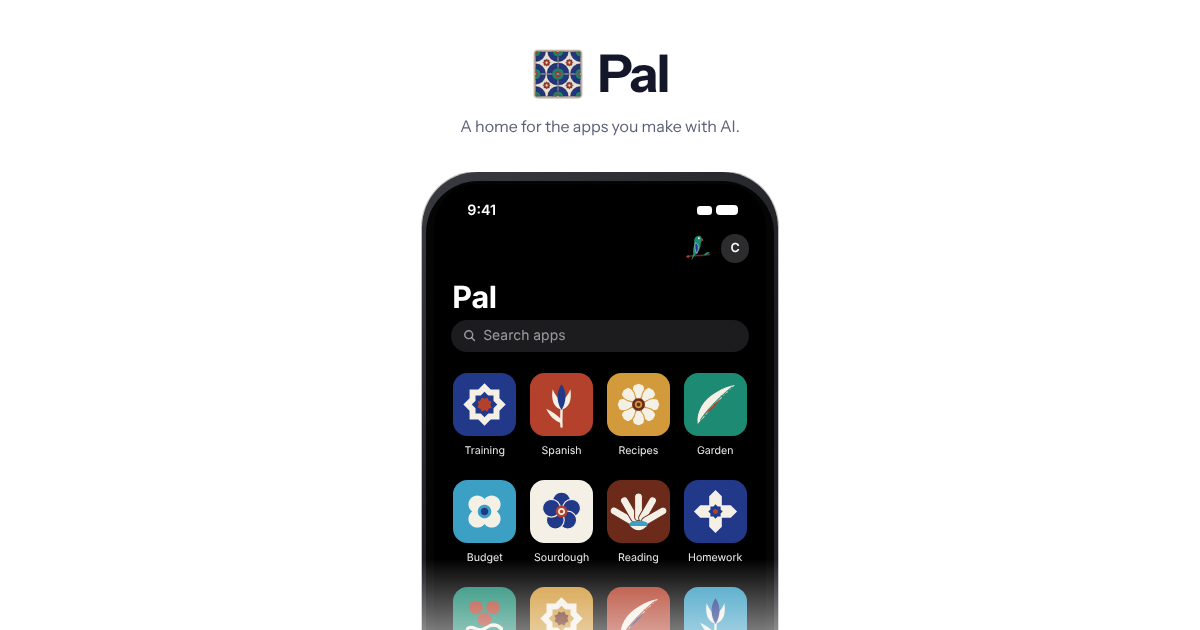 Pal
A home for the apps you make with AI.
9:41
C
Pal
Search apps
Training Spanish Recipes Garden
Budget Sourdough Reading Homework